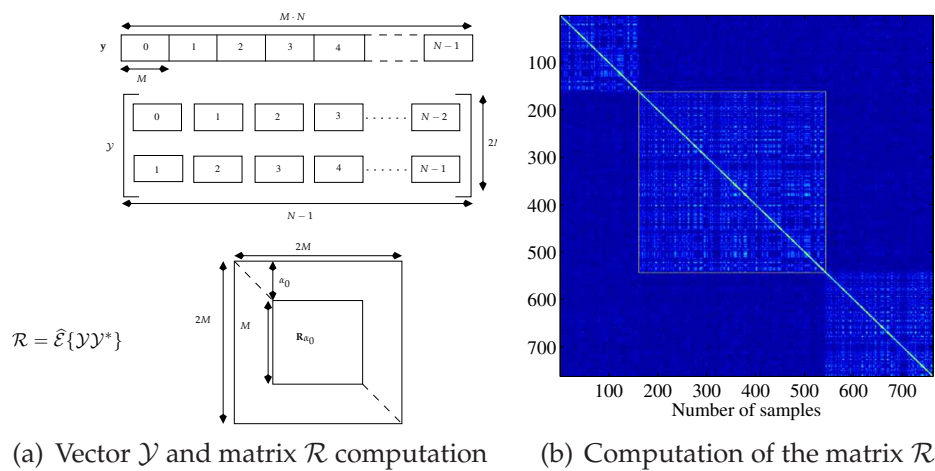 M · N
y 0 1 2 3 4 N − 1
M
0 1 2 3 ······ N − 2
𝒴 2M
1 2 3 4 ······ N − 1
N − 1
2M
α0
2M M Rα0
ℛ = ℰ̂{𝒴𝒴*}
(a) Vector 𝒴 and matrix ℛ computation
100
200
300
400
500
600
700
100 200 300 400 500 600 700
Number of samples
(b) Computation of the matrix ℛ